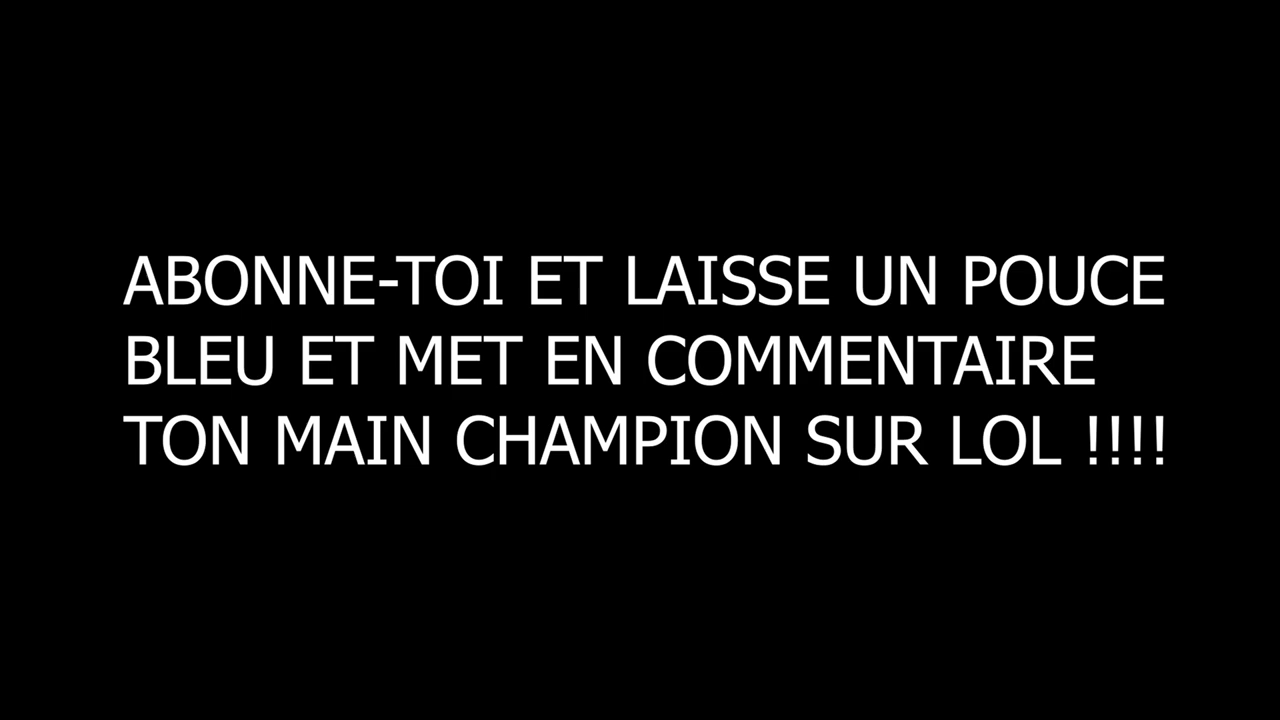 ABONNE-TOI ET LAISSE UN POUCE
BLEU ET MET EN COMMENTAIRE
TON MAIN CHAMPION SUR LOL !!!!